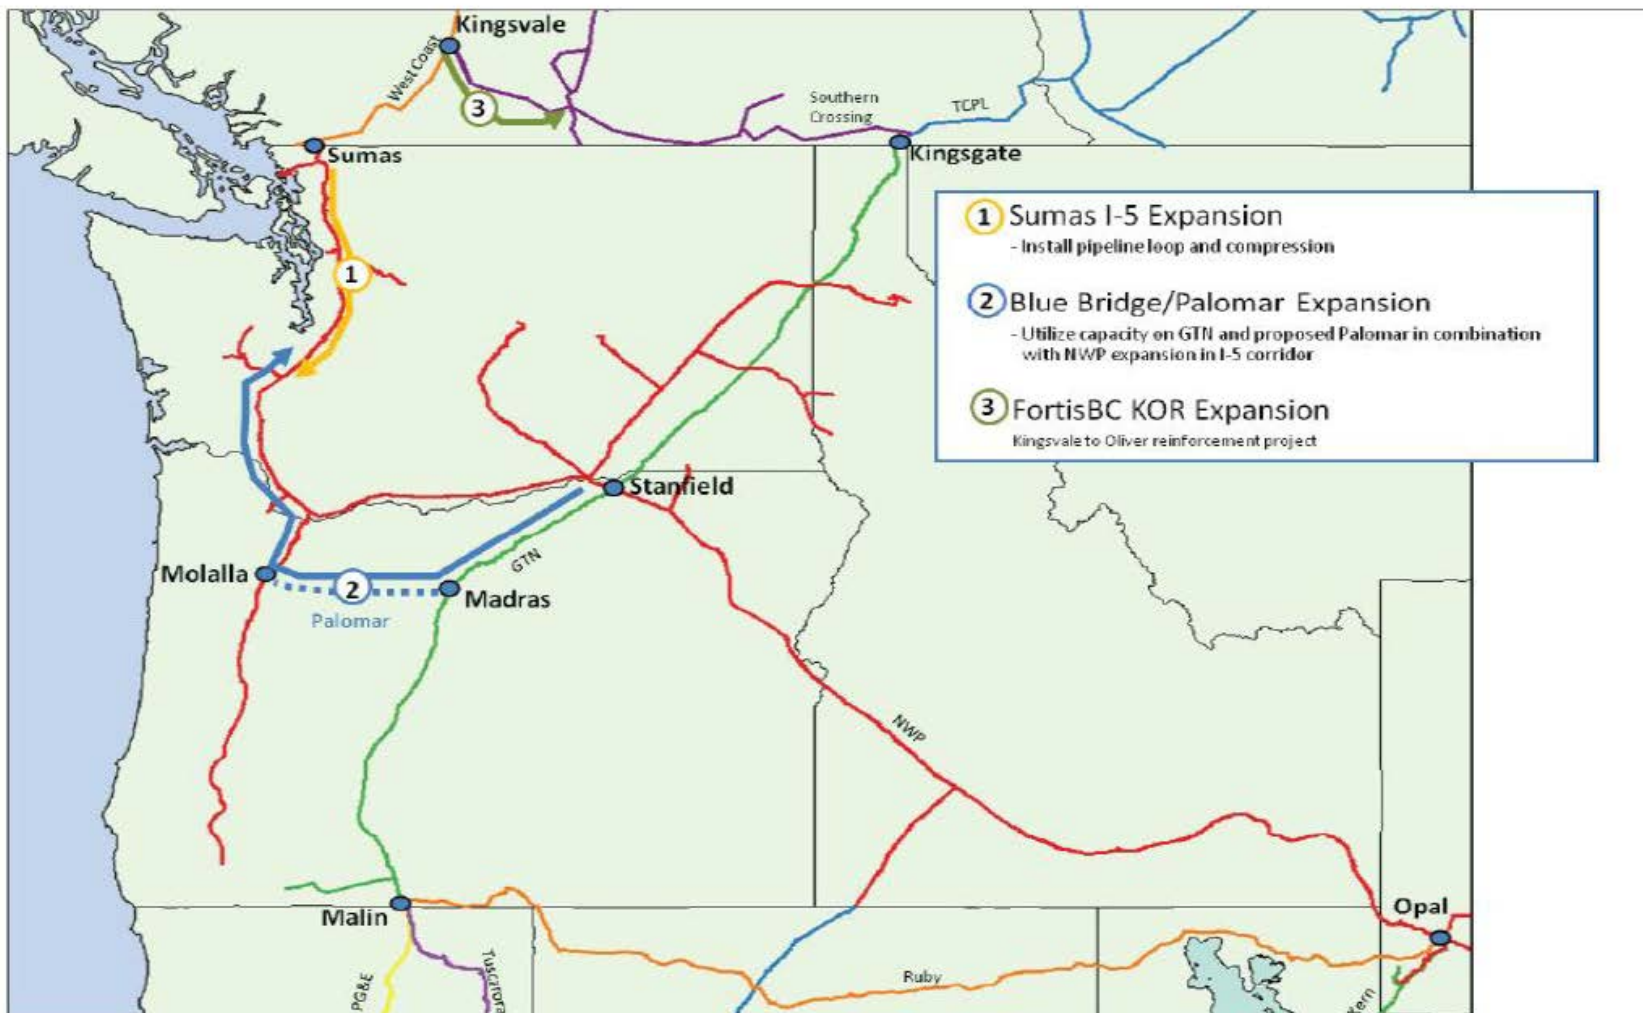 Kingsvale
West Coast
3
Southern
Crossing
TCPL
Sumas
Kingsgate
1 Sumas I-5 Expansion
- Install pipeline loop and compression
1
2 Blue Bridge/Palomar Expansion
- Utilize capacity on GTN and proposed Palomar in combination
with NWP expansion in I-5 corridor
3 FortisBC KOR Expansion
Kingsvale to Oliver reinforcement project
Stanfield
GTN
Molalla
2
Madras
Palomar
NWP
Malin
Opal
PG&E
Tuscarora
Ruby
Kern